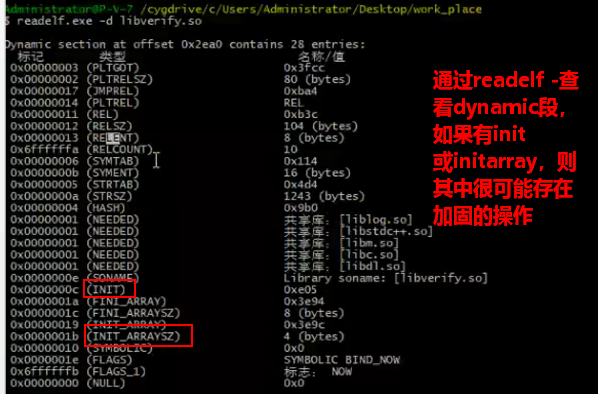 Administrator@P-V-7 /cygdrive/c/Users/Administrator/Desktop/work_place
$ readelf.exe -d libverify.so
Dynamic section at offset 0x2ea0 contains 28 entries:
标记 类型 名称/值
0x00000003 (PLTGOT) 0x3fcc
0x00000002 (PLTRELSZ) 80 (bytes)
0x00000017 (JMPREL) 0xba4
0x00000014 (PLTREL) REL
0x00000011 (REL) 0xb3c
0x00000012 (RELSZ) 104 (bytes)
0x00000013 (RELENT) 8 (bytes)
0x6ffffffa (RELCOUNT) 10
0x00000006 (SYMTAB) 0x114
0x0000000b (SYMENT) 16 (bytes)
0x00000005 (STRTAB) 0x4d4
0x0000000a (STRSZ) 1243 (bytes)
0x00000004 (HASH) 0x9b0
0x00000001 (NEEDED) 共享库：[liblog.so]
0x00000001 (NEEDED) 共享库：[libstdc++.so]
0x00000001 (NEEDED) 共享库：[libm.so]
0x00000001 (NEEDED) 共享库：[libc.so]
0x00000001 (NEEDED) 共享库：[libdl.so]
0x0000000e (SONAME) Library soname: [libverify.so]
0x0000000c (INIT) 0xe05
0x0000001a (FINI_ARRAY) 0x3e94
0x0000001c (FINI_ARRAYSZ) 8 (bytes)
0x00000019 (INIT_ARRAY) 0x3e9c
0x0000001b (INIT_ARRAYSZ) 4 (bytes)
0x00000010 (SYMBOLIC) 0x0
0x0000001e (FLAGS) SYMBOLIC BIND_NOW
0x6ffffffb (FLAGS_1) 标志： NOW
0x00000000 (NULL) 0x0
通过readelf -查
看dynamic段，
如果有init
或initarray，则
其中很可能存在
加固的操作